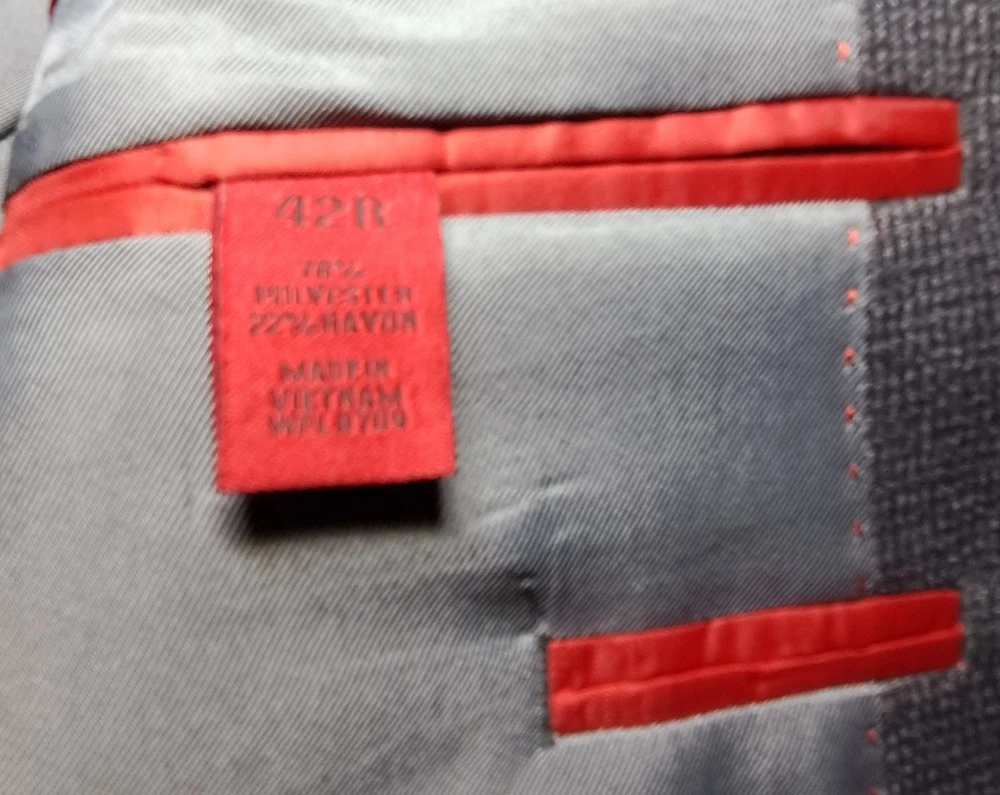 42R
78%
POLYESTER
22% RAYON
MADE IN
VIETNAM